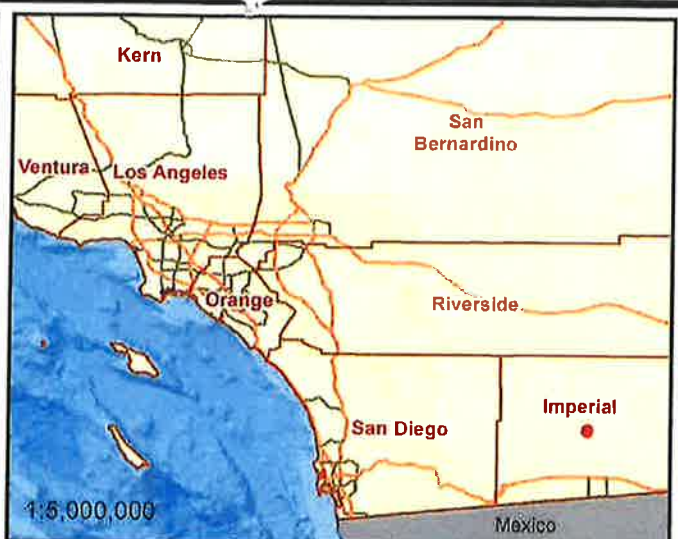 Kern
San
Bernardino
Ventura
Los Angeles
Orange
Riverside
Imperial
San Diego
1:5,000,000
Mexico